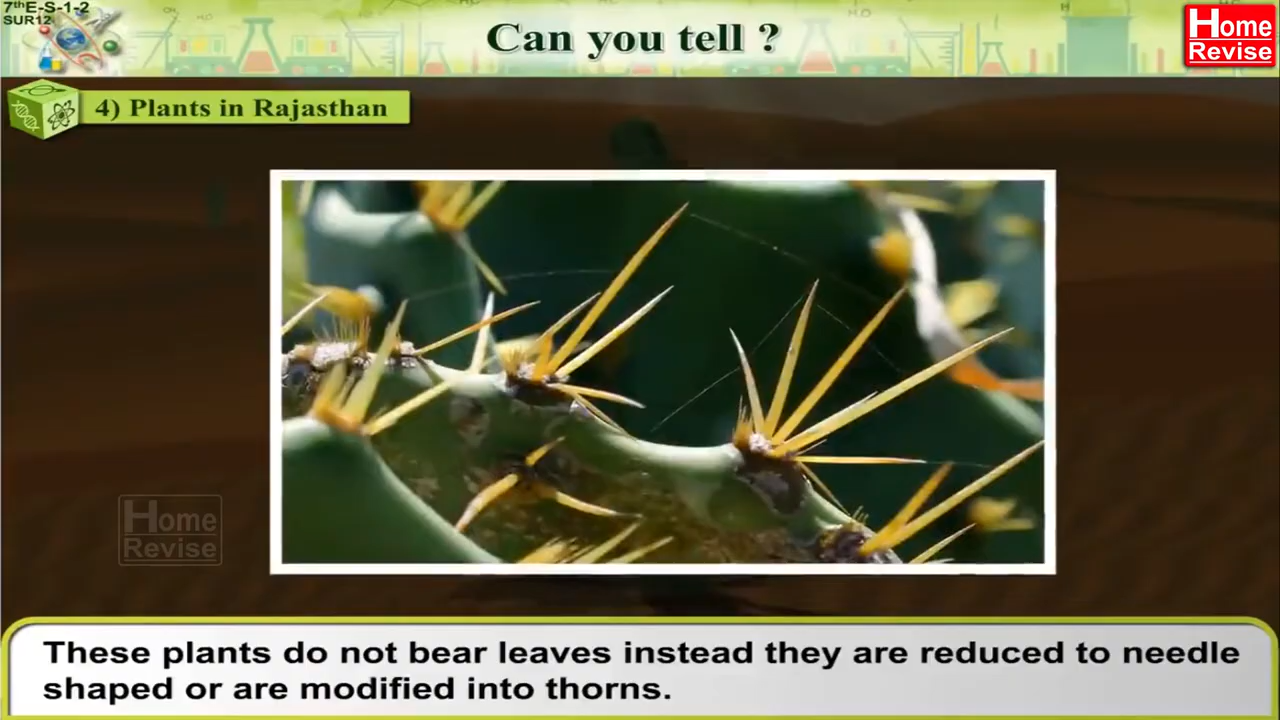 7thE-S-1-2
SUR12
Can you tell ?
Home
Revise
4) Plants in Rajasthan
Home
Revise
These plants do not bear leaves instead they are reduced to needle
shaped or are modified into thorns.